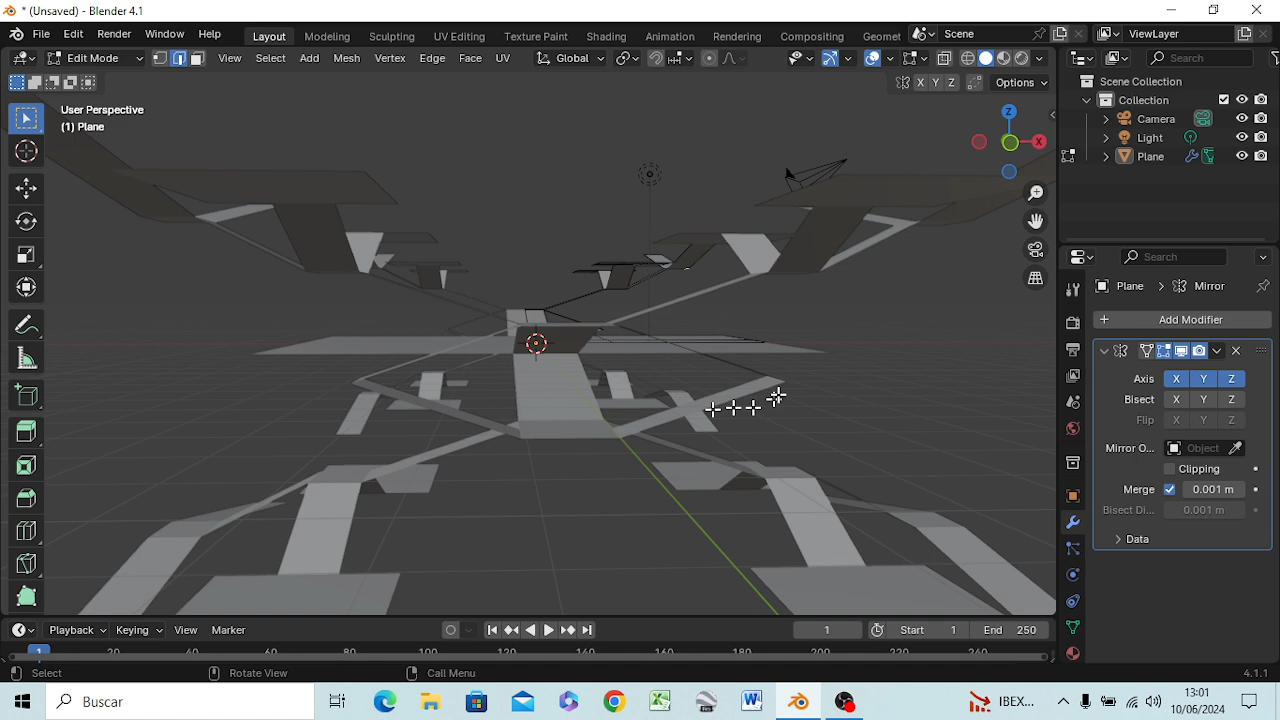 * (Unsaved) - Blender 4.1
File Edit Render Window Help Layout Modeling Sculpting UV Editing Texture Paint Shading Animation Rendering Compositing Geomet Scene ViewLayer
Edit Mode View Select Add Mesh Vertex Edge Face UV Global Search
X Y Z Options
User Perspective
(1) Plane
Z
X
Scene Collection
Collection
Camera
Light
Plane
Search
Plane > Mirror
+ Add Modifier
Axis X Y Z
Bisect X Y Z
Flip X Y Z
Mirror O... Object
Clipping
Merge 0.001 m
Bisect Di... 0.001 m
Data
Playback Keying View Marker 1 Start 1 End 250
1 20 40 60 80 100 120 140 160 180 200 220 240
Select Rotate View Call Menu 4.1.1
Buscar IBEX... 13:01
10/06/2024